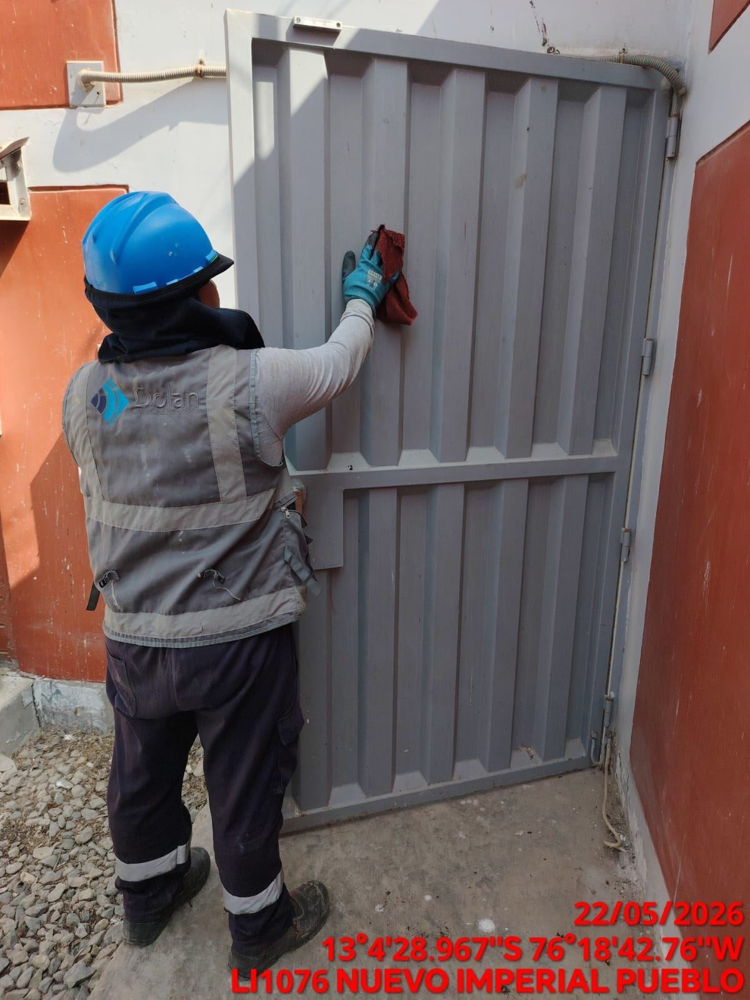 Dolan
22/05/2026
13°4'28.967"S 76°18'42.76"W
LI1076 NUEVO IMPERIAL PUEBLO